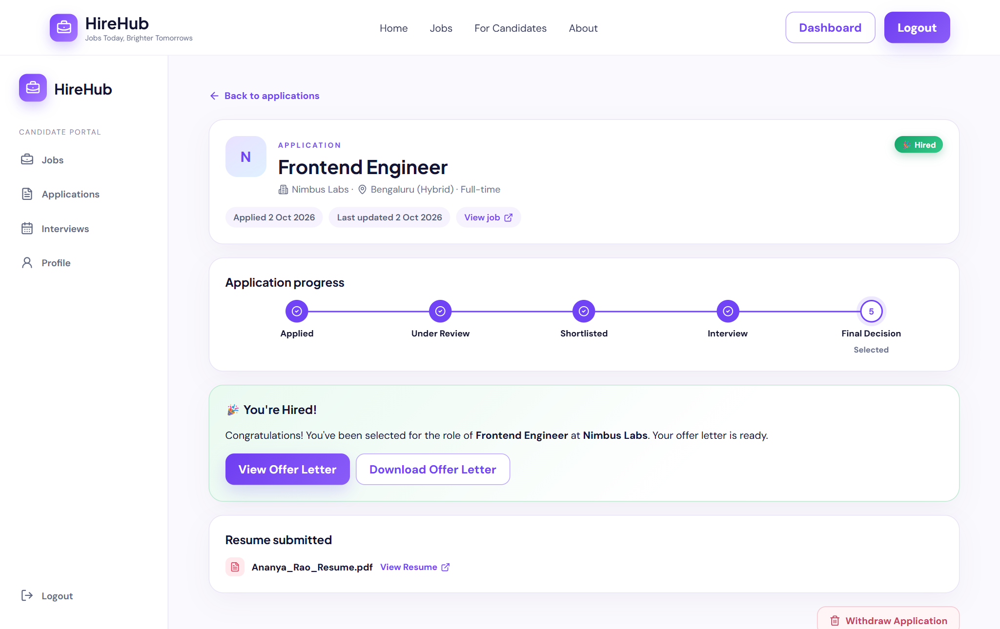 HireHub
Jobs Today, Brighter Tomorrows
Home
Jobs
For Candidates
About
Dashboard
Logout
HireHub
CANDIDATE PORTAL
Jobs
Applications
Interviews
Profile
Logout
Back to applications
N
APPLICATION
Frontend Engineer
Nimbus Labs · Bengaluru (Hybrid) · Full-time
Hired
Applied 2 Oct 2026
Last updated 2 Oct 2026
View job
Application progress
5
Applied
Under Review
Shortlisted
Interview
Final Decision
Selected
You're Hired!
Congratulations! You've been selected for the role of Frontend Engineer at Nimbus Labs. Your offer letter is ready.
View Offer Letter
Download Offer Letter
Resume submitted
Ananya_Rao_Resume.pdf
View Resume
Withdraw Application